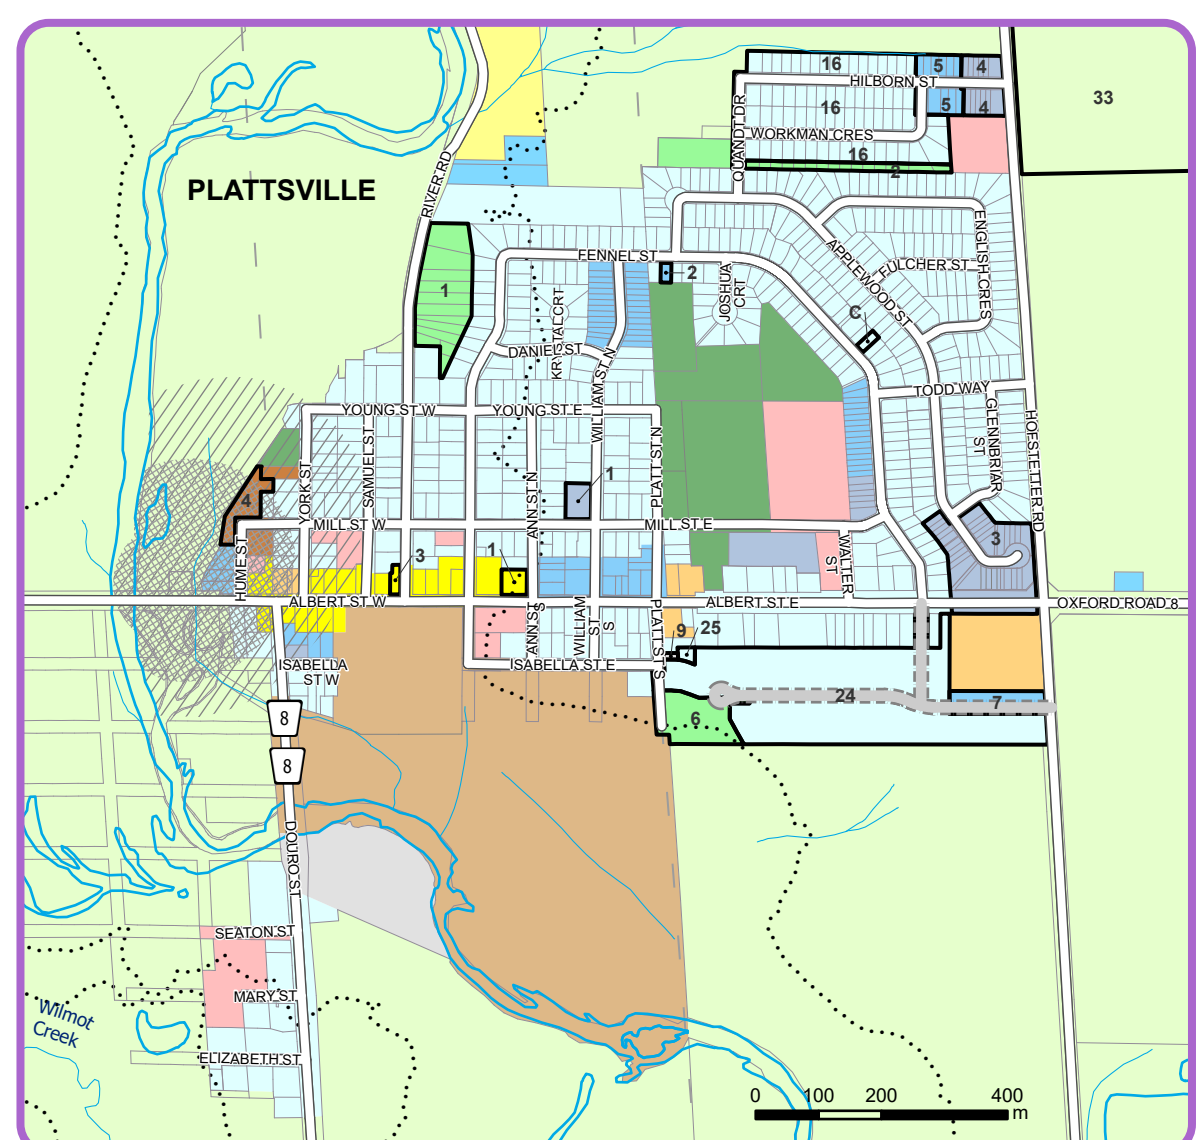 16
5
4
HILBORN ST
33
16
5
4
QUANDT DR
WORKMAN CRES
16
2
PLATTSVILLE
RIVER RD
ENGLISH CRES
APPLEWOOD ST
FENNEL ST
FULCHER ST
2
JOSHUA
CRT
1
KRYSTAL CRT
C
DANIEL ST
WILLIAM ST N
TODD WAY
YOUNG ST W
YOUNG ST E
GLENNBRIAR
ST
HOFSTETTER RD
SAMUEL ST
PLATT ST N
YORK ST
ANN ST N
1
4
MILL ST W
MILL ST E
3
HUME ST
3
1
WALTER
ST
ALBERT ST W
ALBERT ST E
OXFORD ROAD 8
ANN ST
S
WILLIAM
ST
S
PLATT ST S
9
25
ISABELLA
ST W
ISABELLA ST E
24
7
6
8
8
DOURO ST
SEATON ST
MARY ST
Wilmot
Creek
ELIZABETH ST
0
100
200
400
m